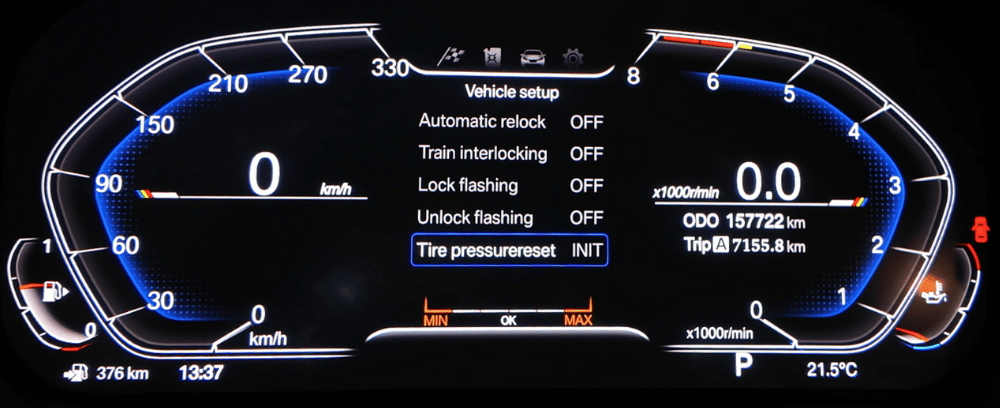 330
270
210
150
90
60
30
0
km/h
0 km/h
1
0
376 km
13:37
Vehicle setup
Automatic relock OFF
Train interlocking OFF
Lock flashing OFF
Unlock flashing OFF
Tire pressurereset INIT
MIN OK MAX
8
6
5
4
3
2
1
0
x1000r/min
x1000r/min 0.0
ODO 157722 km
Trip A 7155.8 km
P
21.5°C